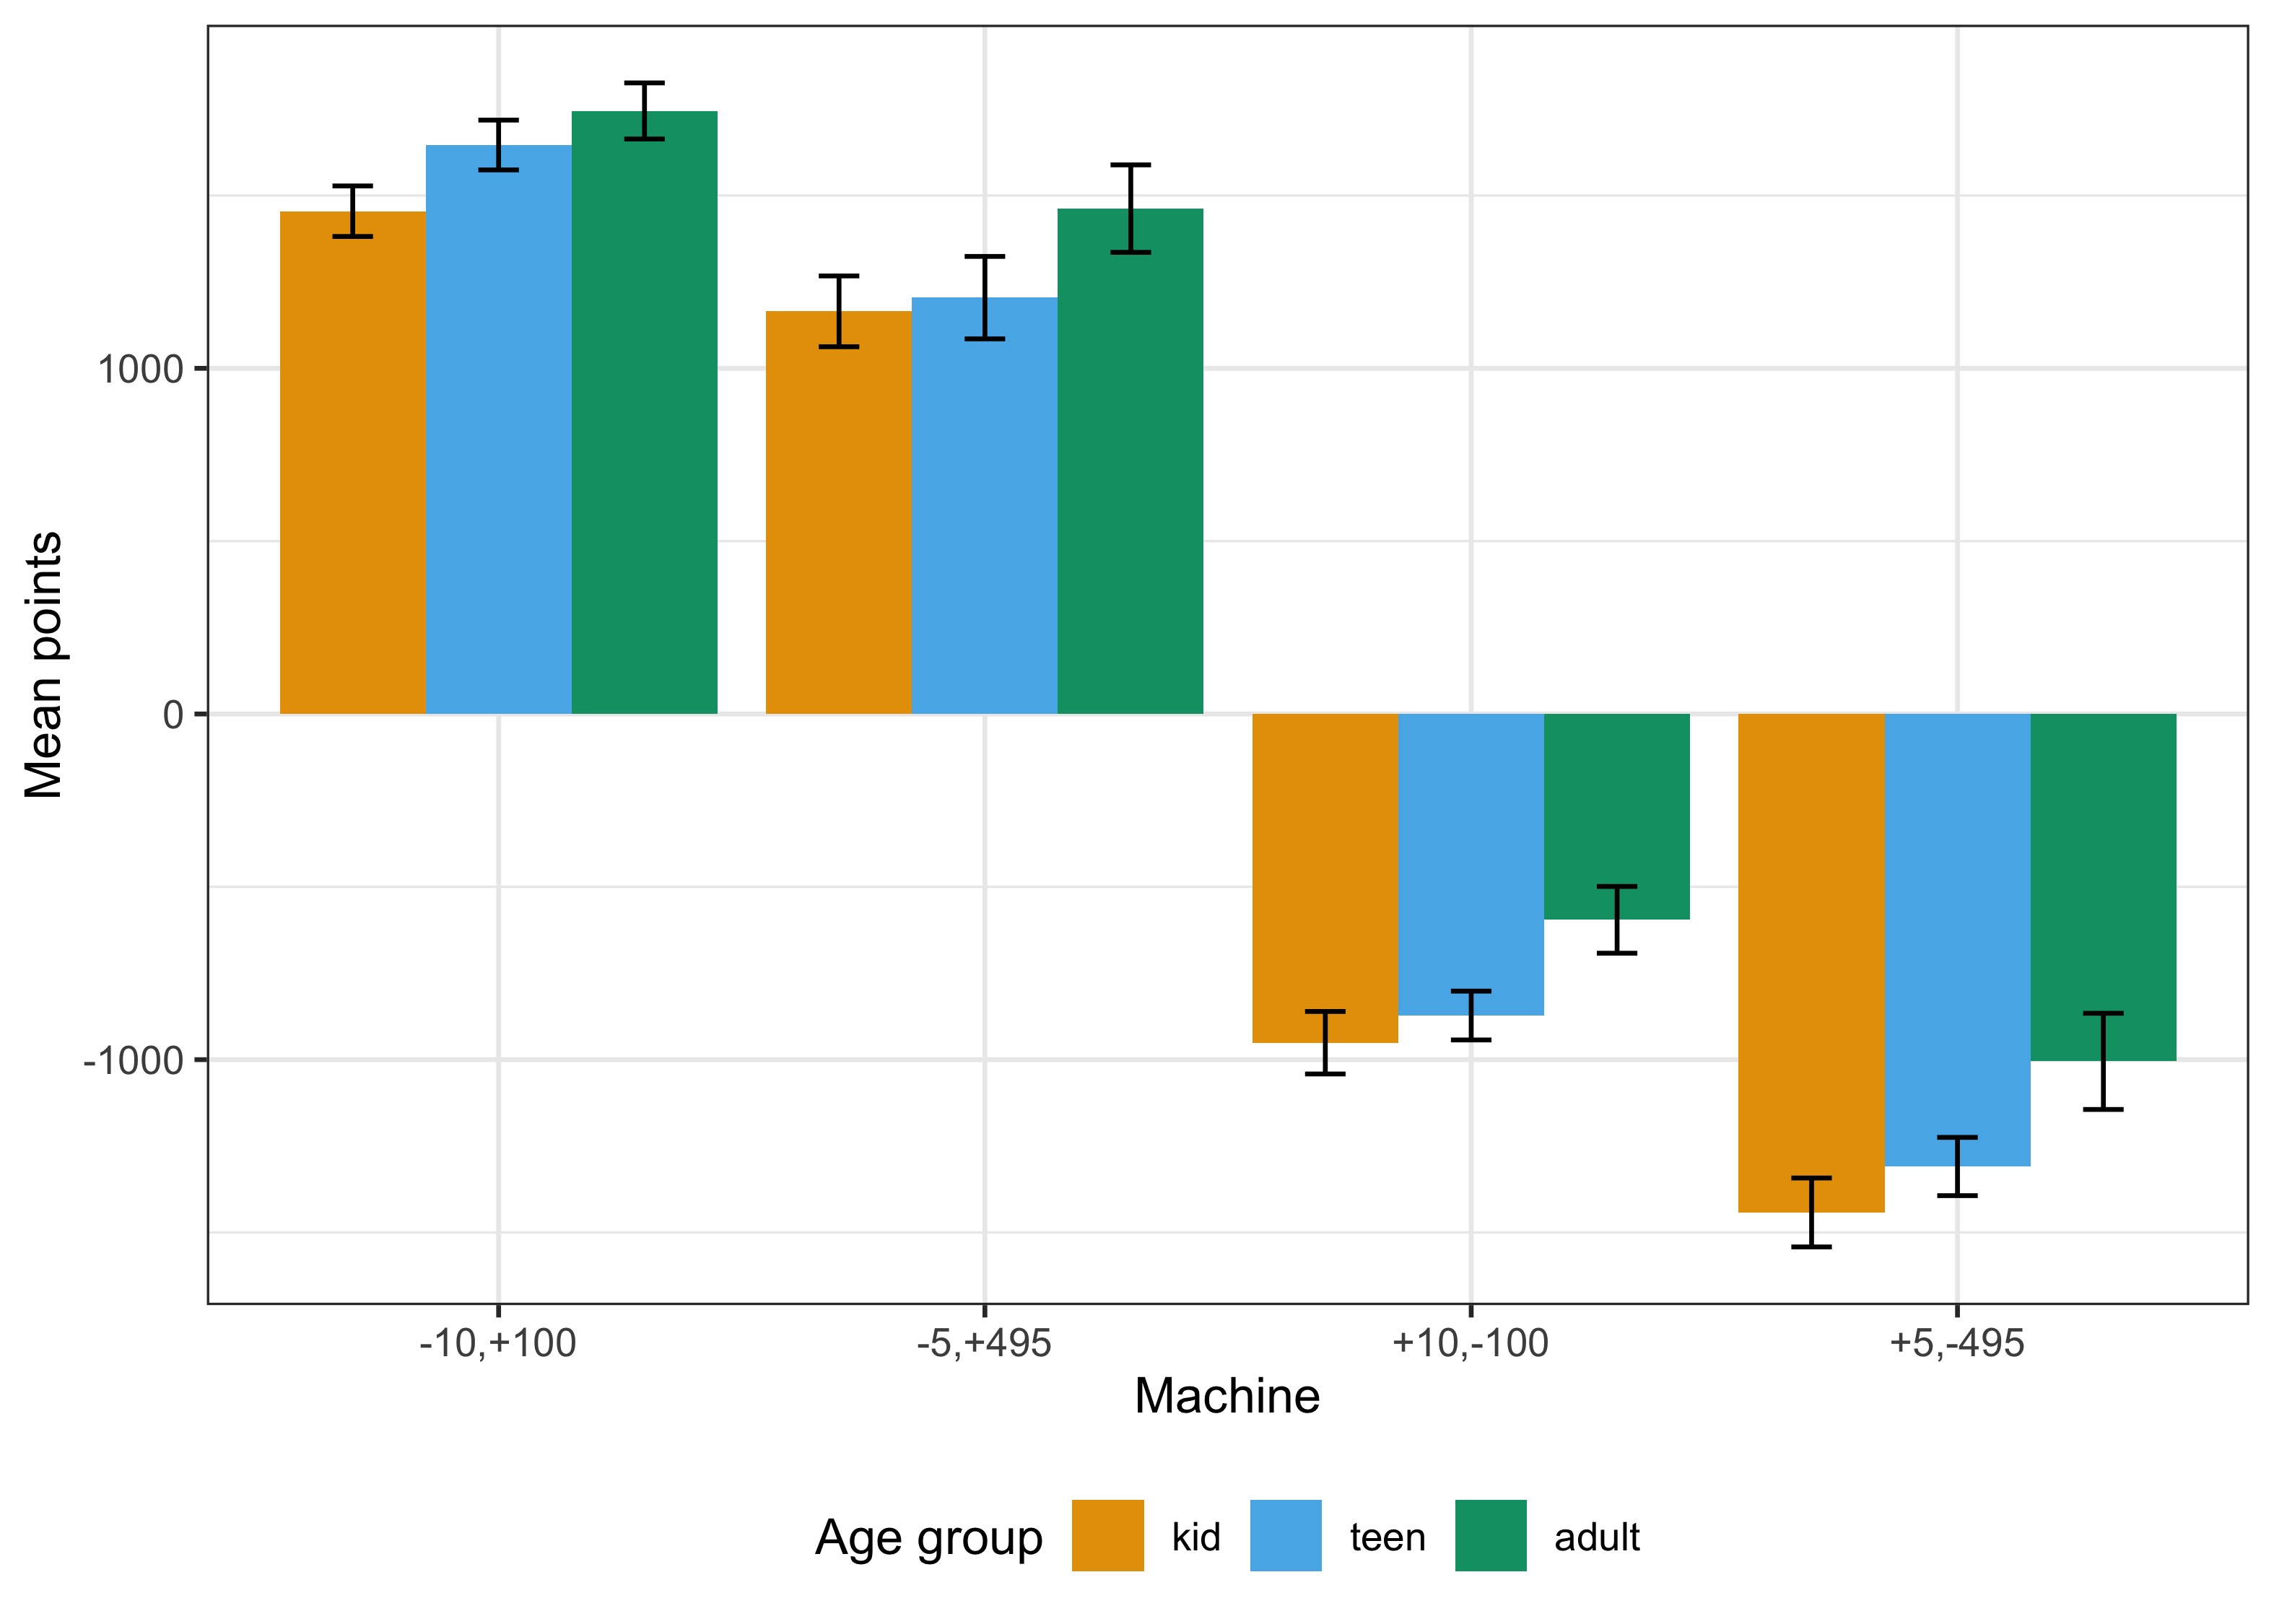 Mean points
1000
0
-1000
-10,+100 -5,+495 +10,-100 +5,-495
Machine
Age group kid teen adult